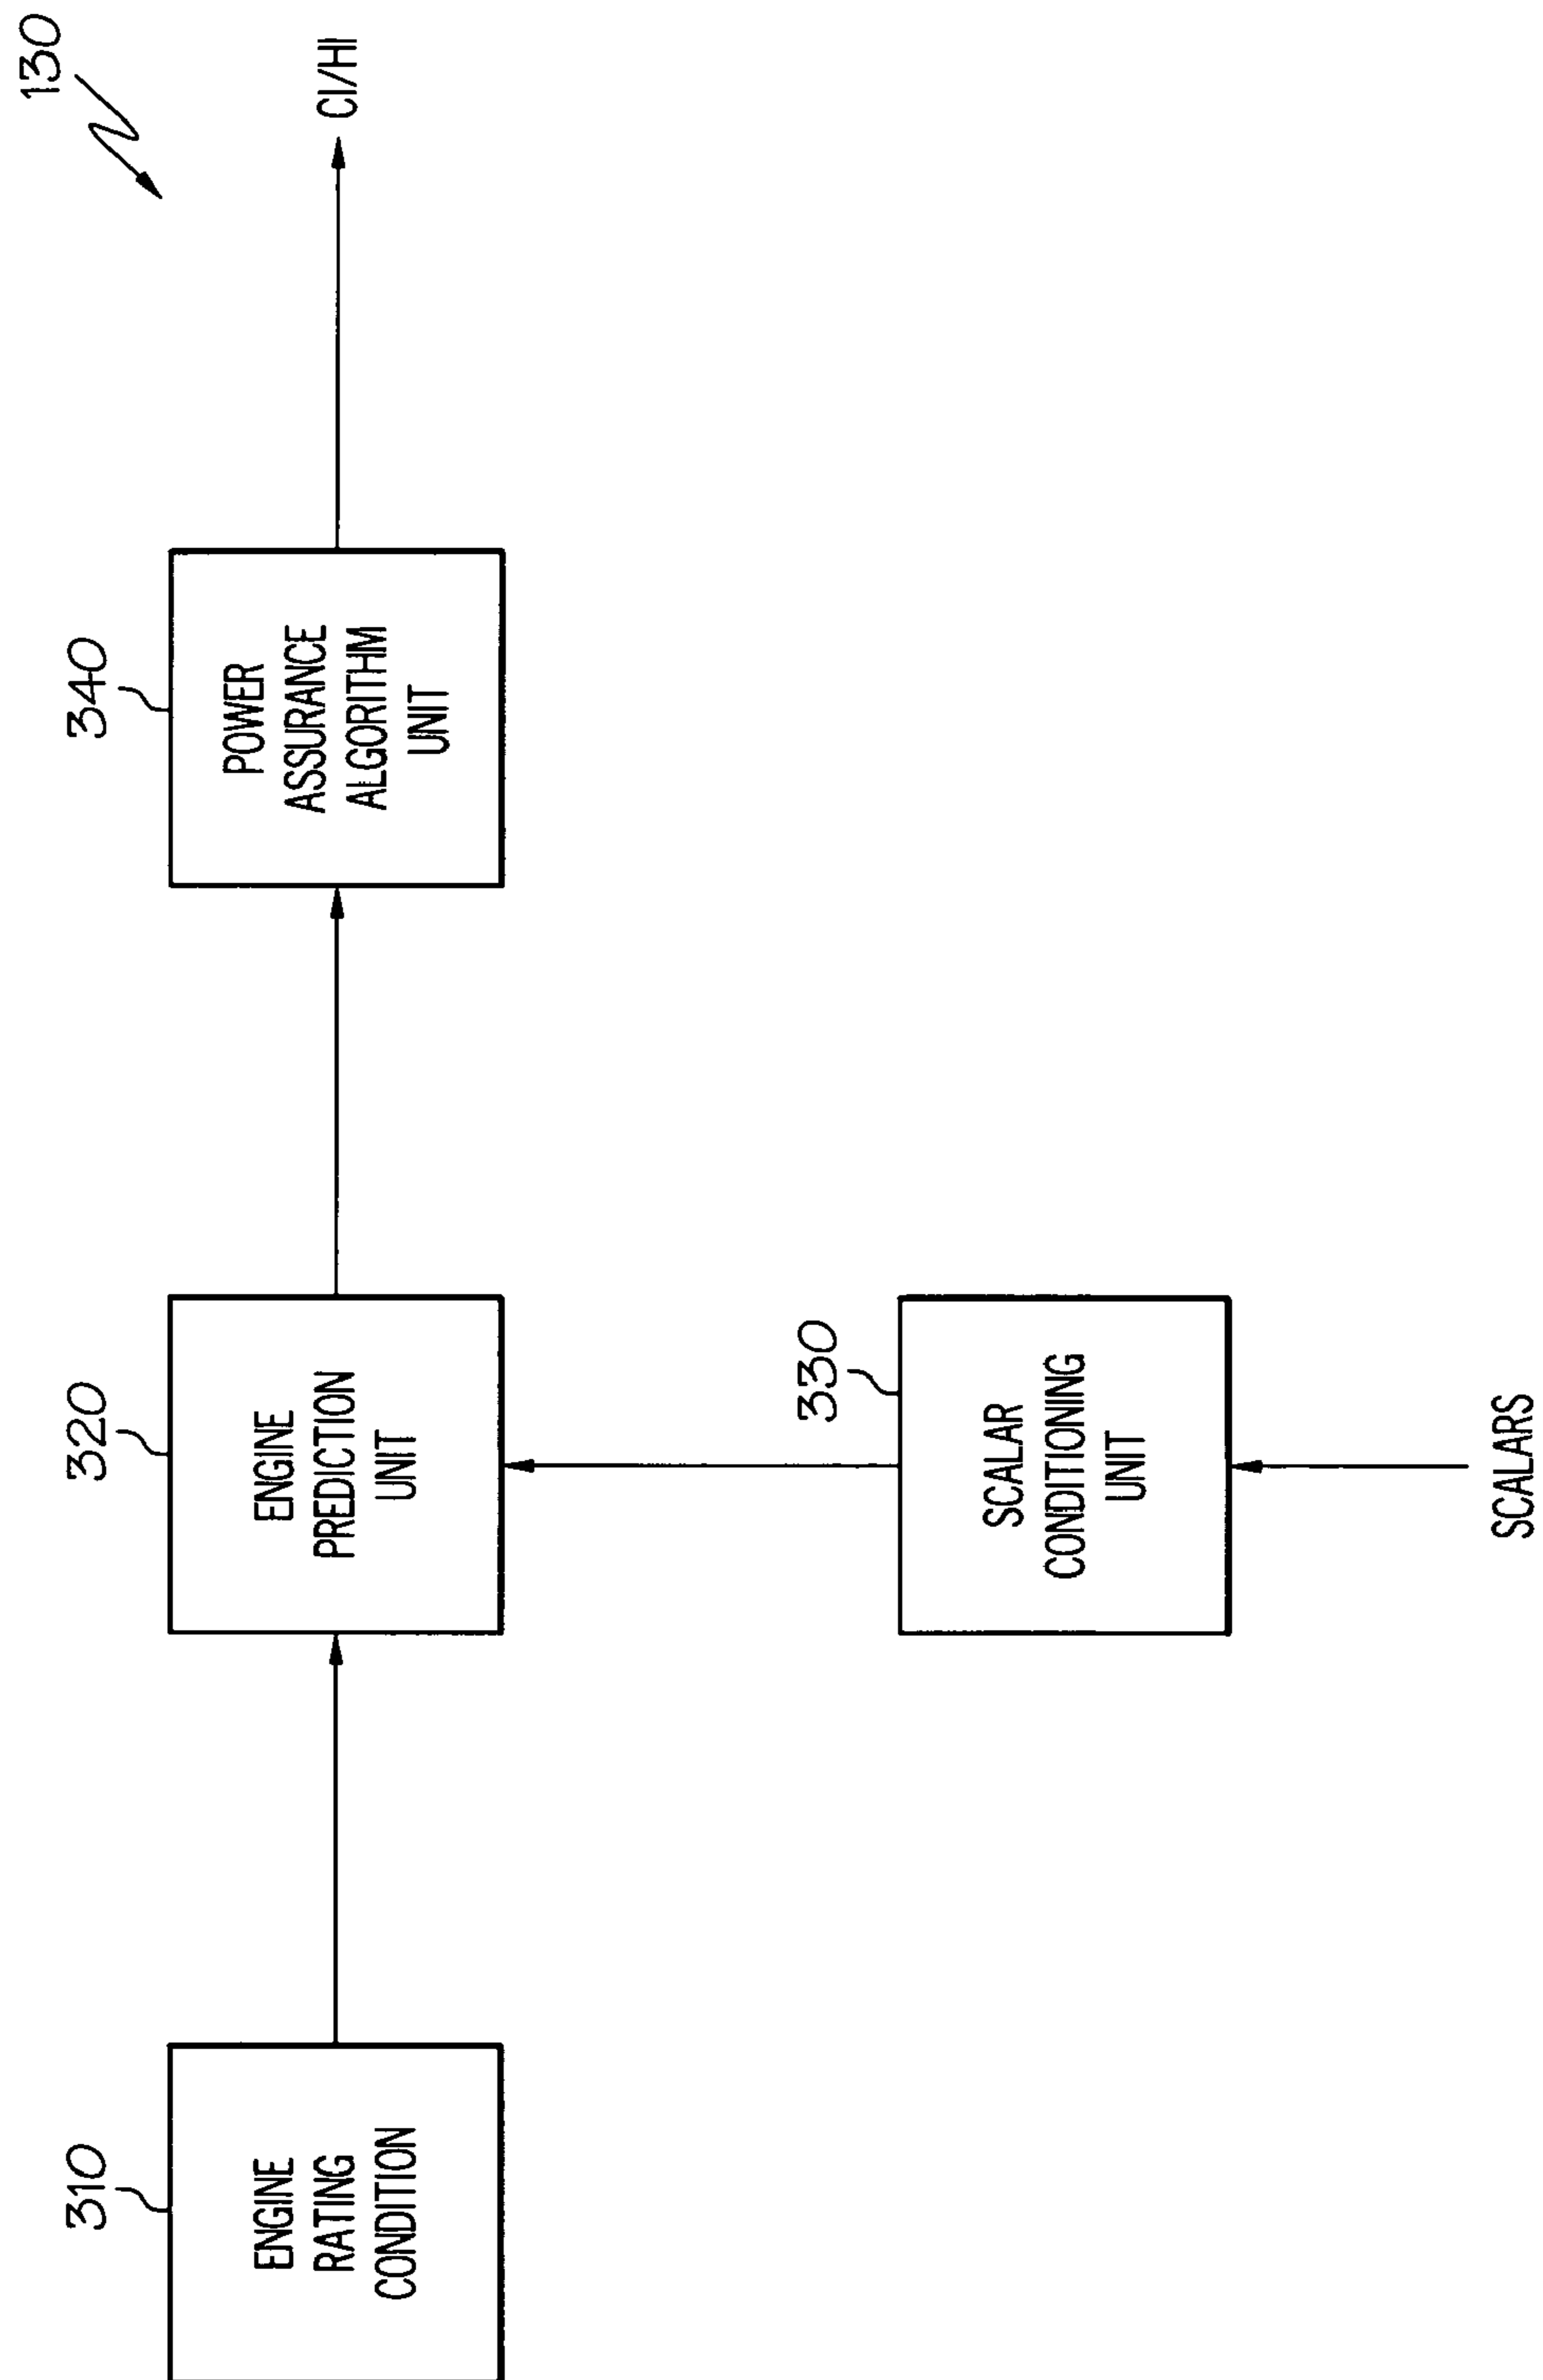 130
310
ENGINE
RATING
CONDITION
320
ENGINE
PREDICTION
UNIT
340
POWER
ASSURANCE
ALGORITHM
UNIT
CI/HI
330
SCALAR
CONDITIONING
UNIT
SCALARS